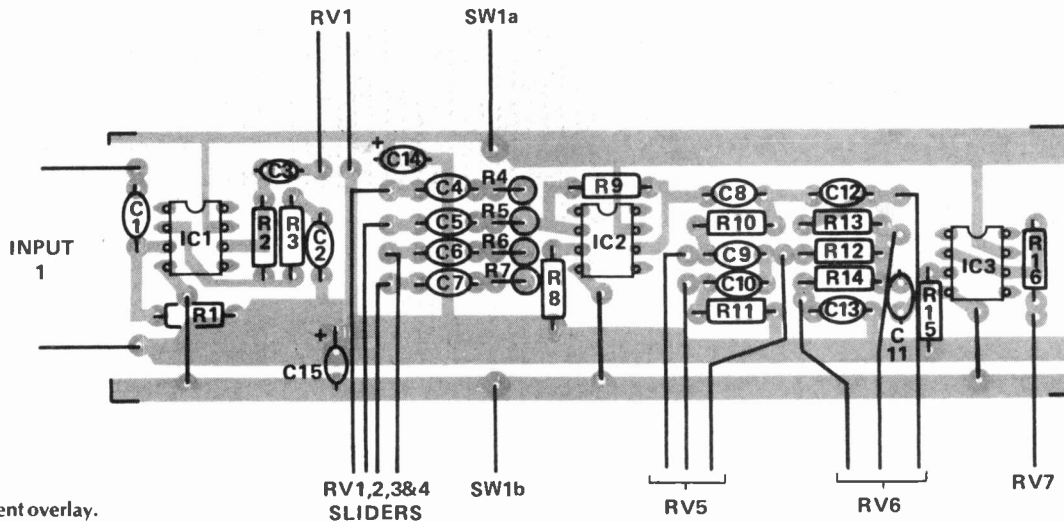 RV1
SW1a
+
C14
C3
R4
C4
R9
C8
C12
C1
IC1
R2
R3
C2
C5
R5
IC2
R10
R13
INPUT
1
C6
R6
C9
R12
IC3
R16
C7
R7
R8
C10
R14
R1
R11
C13
C11
R15
+
C15
RV1,2,3&4
SLIDERS
SW1b
RV5
RV6
RV7
ent overlay.